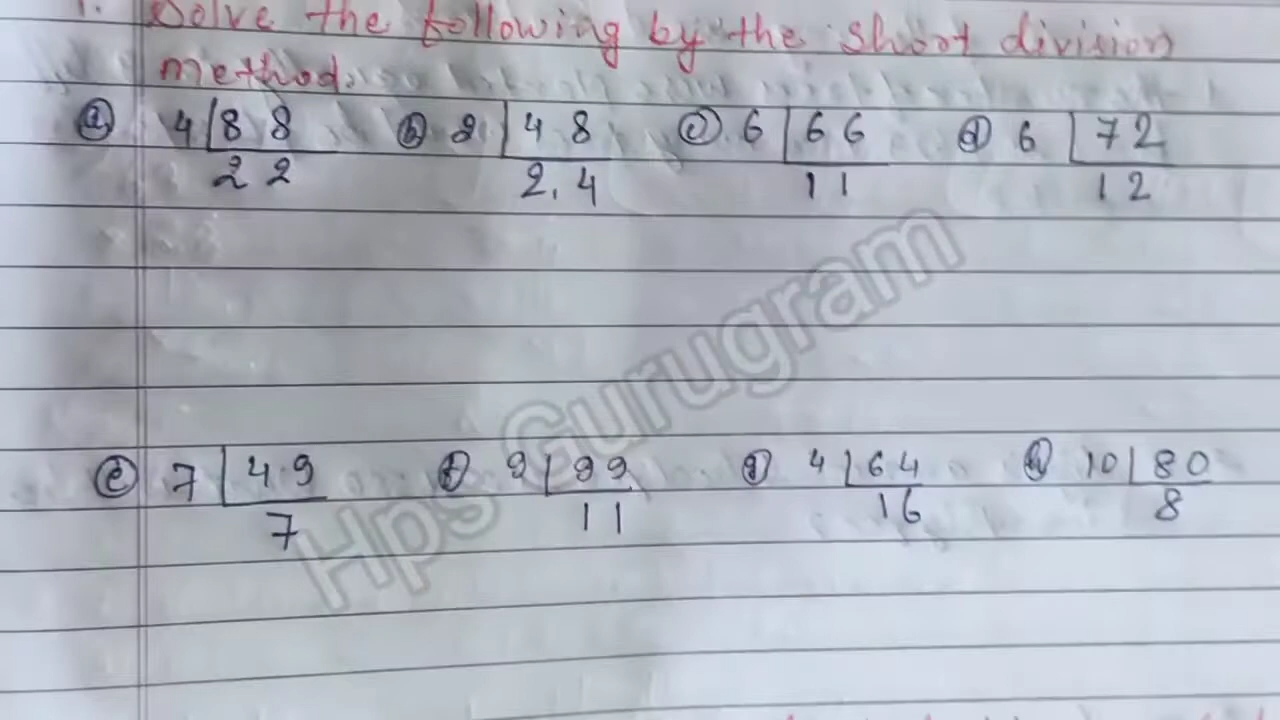 1. Solve the following by the short division
method.
(a) 4 | 8 8 (b) 2 | 4 8 (c) 6 | 6 6 (d) 6 | 7 2
2 2 2.4 1 1 1 2
(e) 7 | 4.9 (f) 9 | 9 9 (g) 4 | 6 4 (h) 10 | 8 0
7 1 1 1 6 8
Hps Gurugram